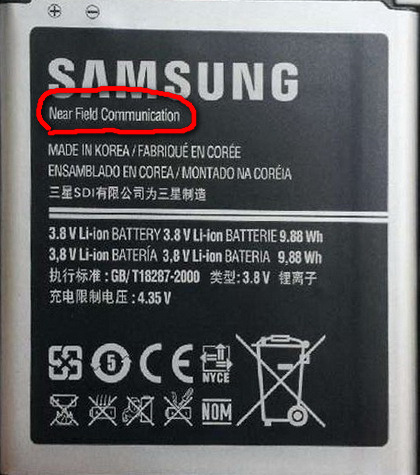 SAMSUNG
Near Field Communication
MADE IN KOREA / FABRIQUÉ EN CORÉE
ENSAMBLADO EN COREA / MONTADO NA CORÉIA
三星SDI有限公司为三星制造
3.8 V Li-ion BATTERY 3.8 V Li-ion BATTERIE 9.88 Wh
3,8 V Li-ion BATERÍA 3,8 V Li-ion BATERIA 9,88 Wh
执行标准 : GB/ T18287-2000 类型: 3.8 V 锂离子
充电限制电压 : 4.35 V
5 CE NYCE
NOM